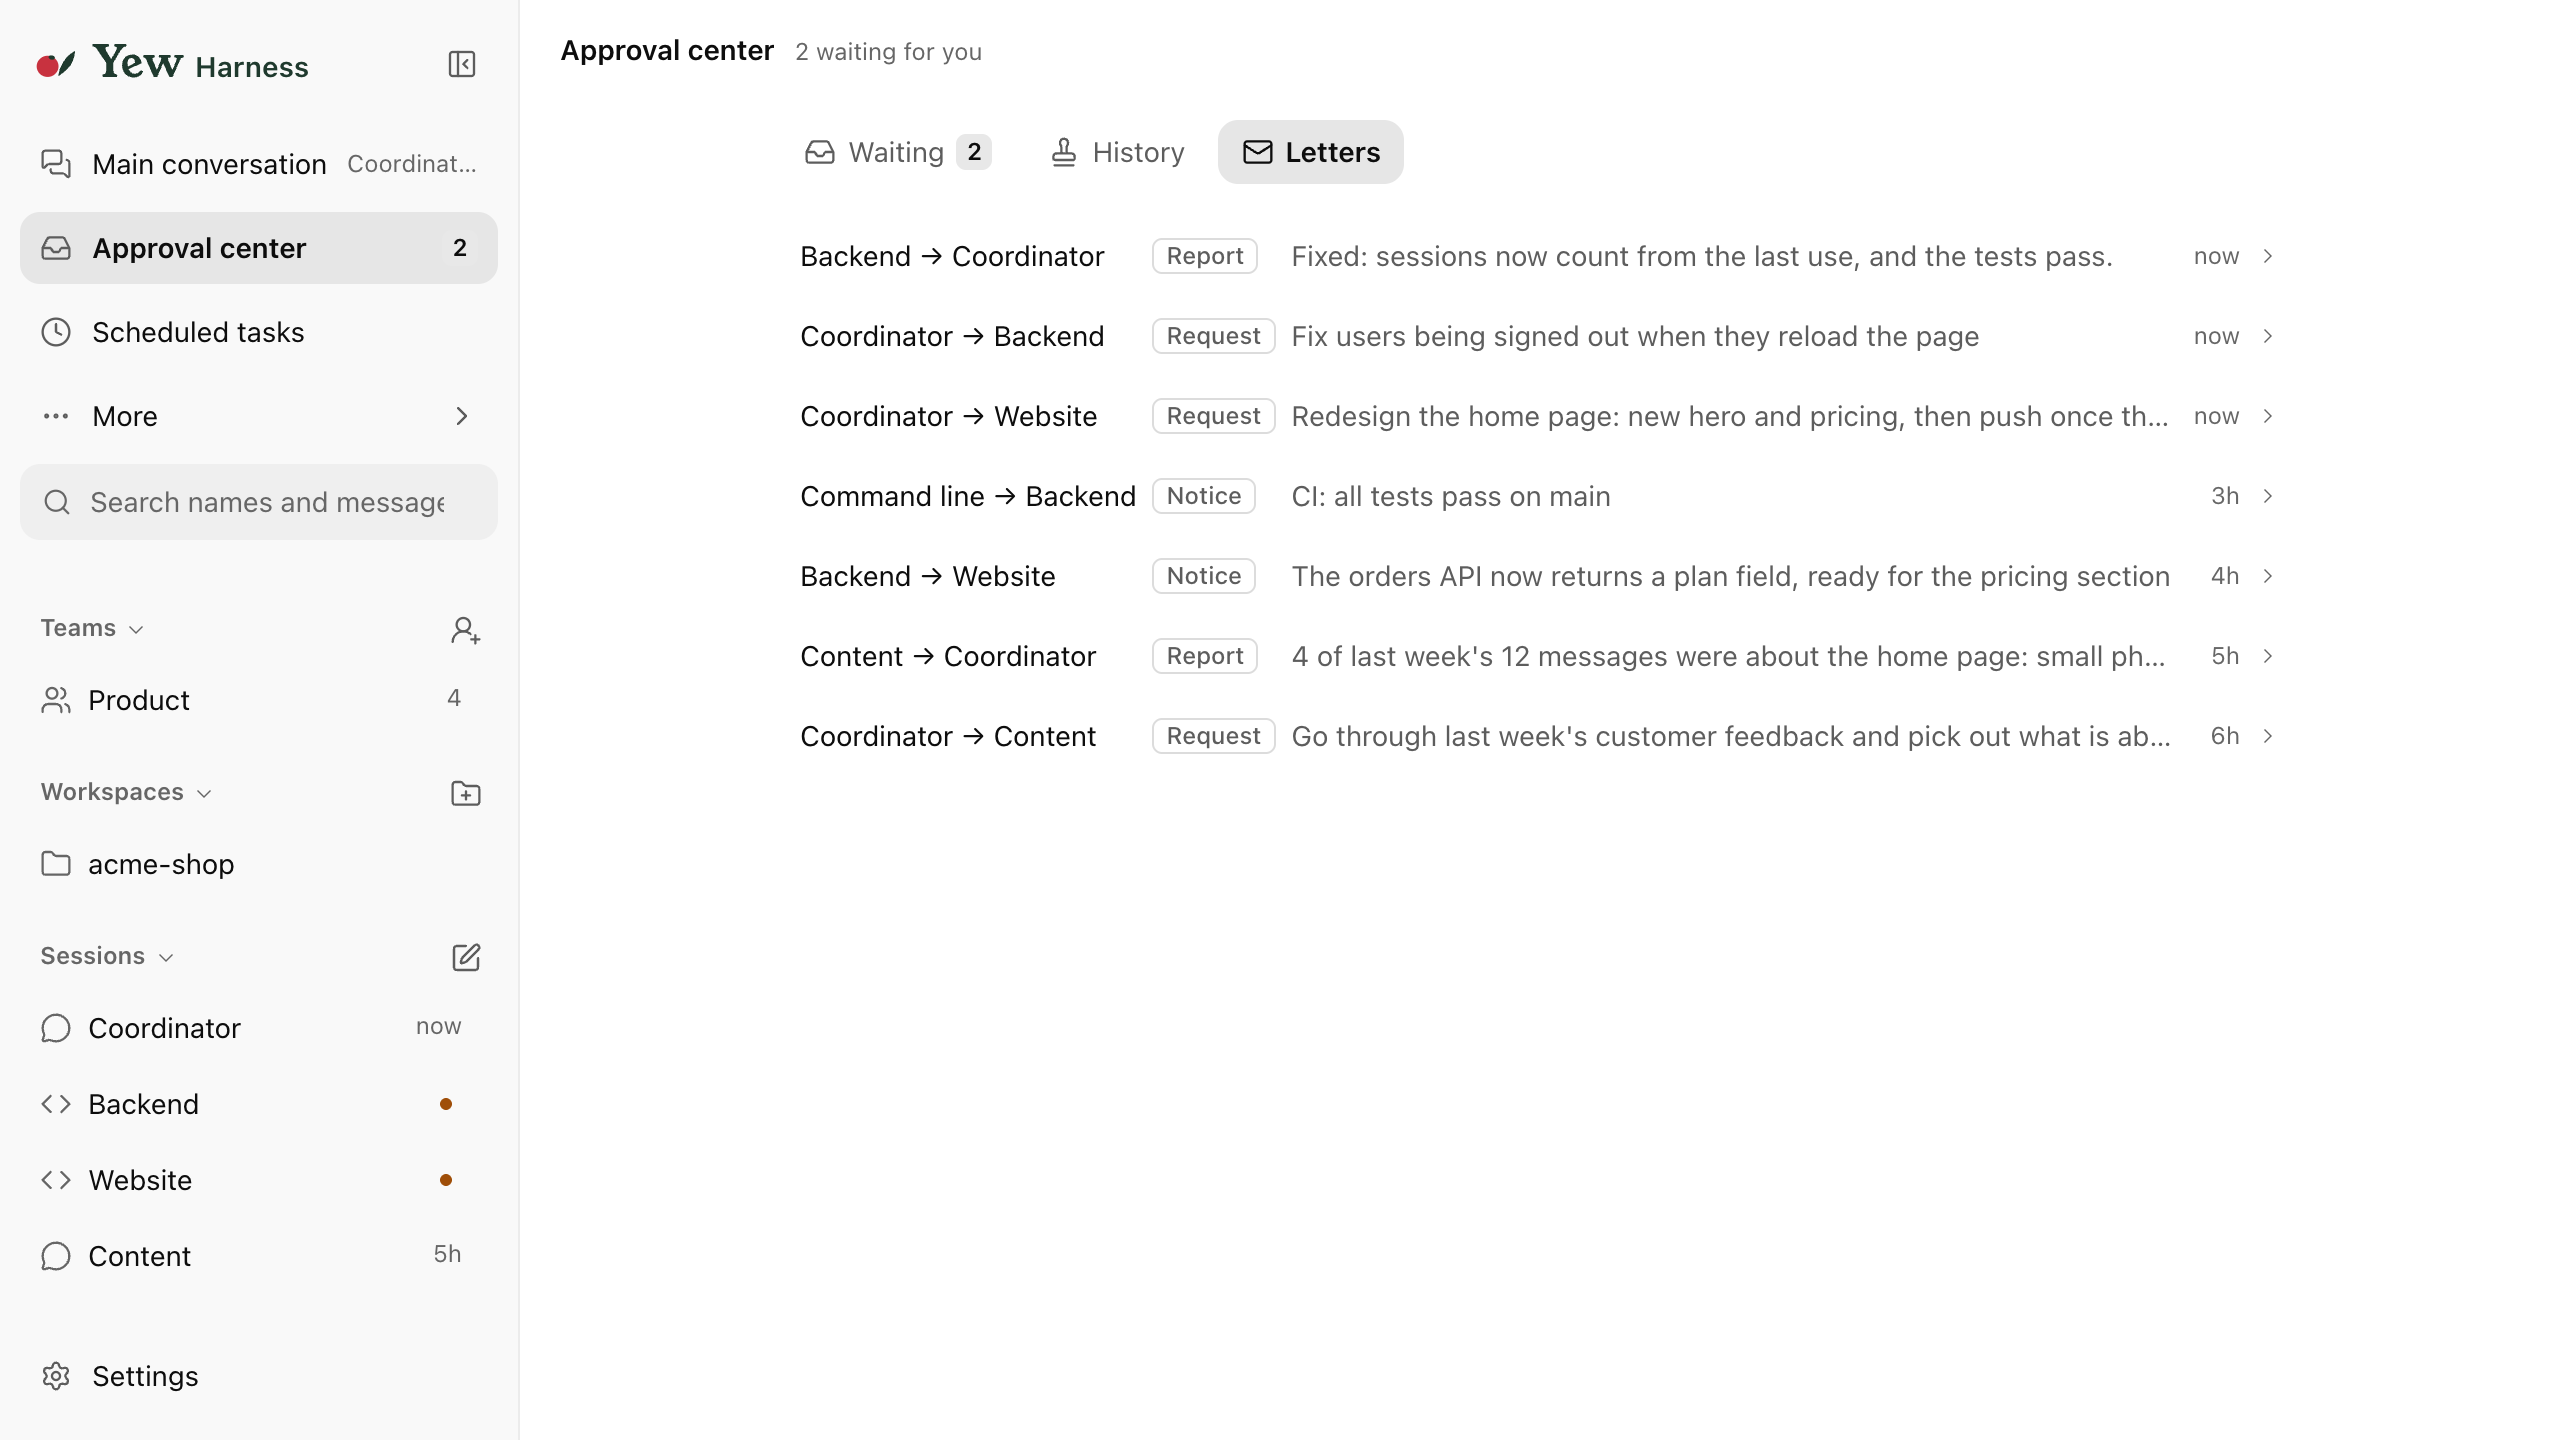 Yew Harness
Main conversation Coordinat...
Approval center 2
Scheduled tasks
More
Search names and message
Teams
Product 4
Workspaces
acme-shop
Sessions
Coordinator now
Backend
Website
Content 5h
Settings
Approval center 2 waiting for you
Waiting 2 History Letters
Backend → Coordinator Report Fixed: sessions now count from the last use, and the tests pass. now
Coordinator → Backend Request Fix users being signed out when they reload the page now
Coordinator → Website Request Redesign the home page: new hero and pricing, then push once th... now
Command line → Backend Notice CI: all tests pass on main 3h
Backend → Website Notice The orders API now returns a plan field, ready for the pricing section 4h
Content → Coordinator Report 4 of last week's 12 messages were about the home page: small ph... 5h
Coordinator → Content Request Go through last week's customer feedback and pick out what is ab... 6h